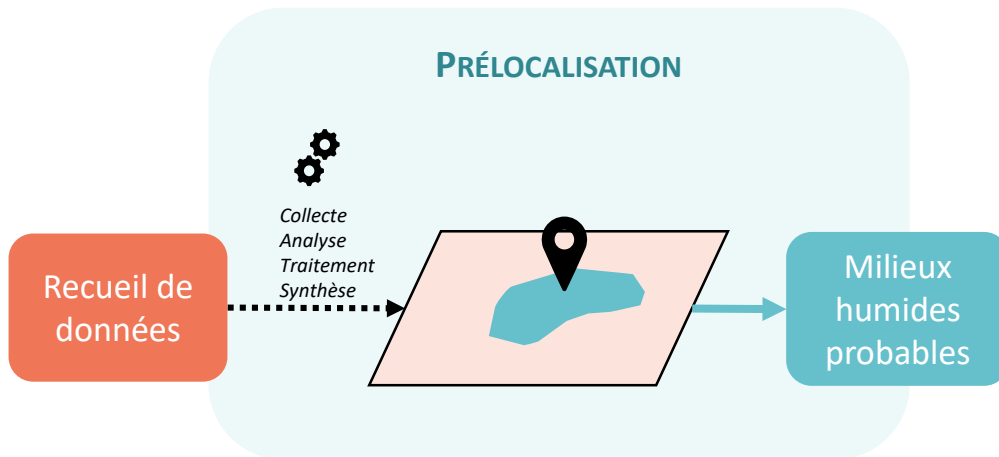 PRÉLOCALISATION
Collecte
Analyse
Traitement
Synthèse
Recueil de
données
Milieux
humides
probables